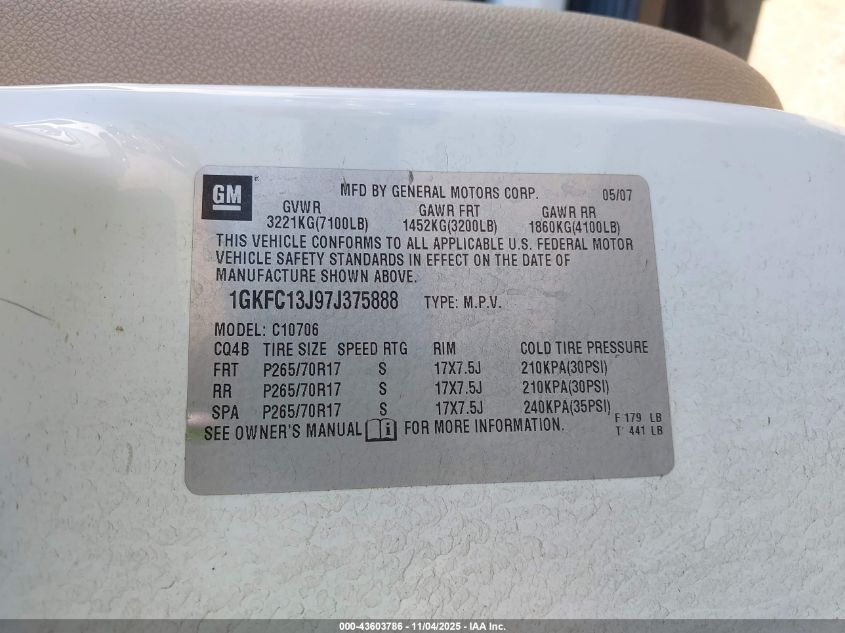 GM MFD BY GENERAL MOTORS CORP. 05/07
GVWR GAWR FRT GAWR RR
3221KG(7100LB) 1452KG(3200LB) 1860KG(4100LB)
THIS VEHICLE CONFORMS TO ALL APPLICABLE U.S. FEDERAL MOTOR
VEHICLE SAFETY STANDARDS IN EFFECT ON THE DATE OF
MANUFACTURE SHOWN ABOVE.
1GKFC13J97J375888 TYPE: M.P.V.
MODEL: C10706
CQ4B TIRE SIZE SPEED RTG RIM COLD TIRE PRESSURE
FRT P265/70R17 S 17X7.5J 210KPA(30PSI)
RR P265/70R17 S 17X7.5J 210KPA(30PSI)
SPA P265/70R17 S 17X7.5J 240KPA(35PSI)
F 179 LB
SEE OWNER'S MANUAL i FOR MORE INFORMATION.
T: 441 LB
000-43603786 - 11/04/2025 - IAA Inc.